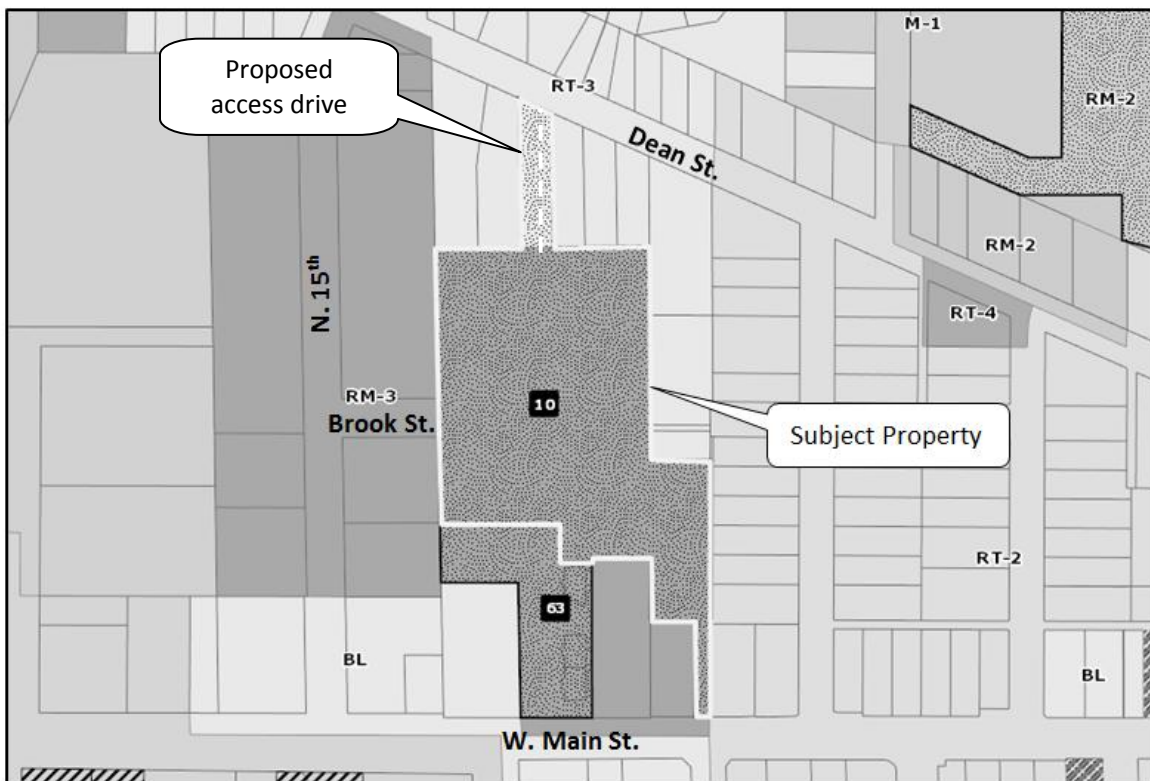 M-1
Proposed
access drive
RT-3
RM-2
Dean St.
RM-2
N. 15th
RT-4
RM-3
10
Brook St.
Subject Property
RT-2
63
BL
BL
W. Main St.